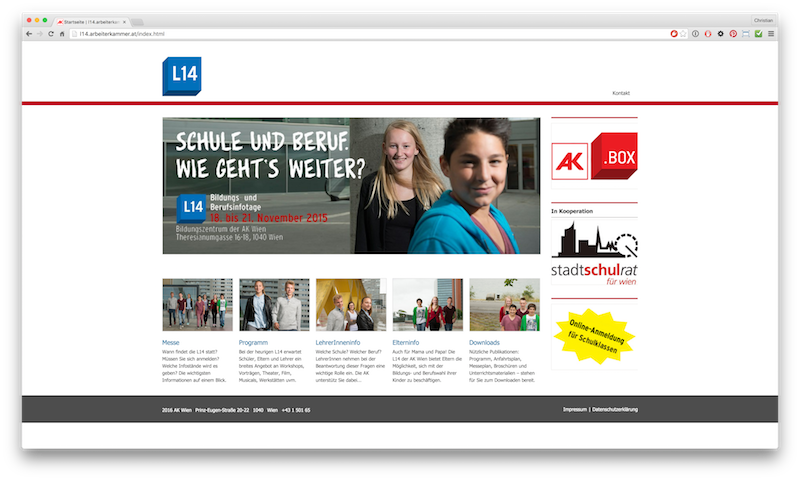 Startseite | l14.arbeiterkammer.at
Christian
l14.arbeiterkammer.at/index.html
L14
Kontakt
SCHULE UND BERUF.
WIE GEHT'S WEITER?
L14
Bildungs- und
Berufsinfotage
18. bis 21. November 2015
Bildungszentrum der AK Wien
Theresianumgasse 16-18, 1040 Wien
AK
.BOX
In Kooperation
stadtschulrat
für wien
Online-Anmeldung
für Schulklassen
Messe
Wann findet die L14 statt?
Müssen Sie sich anmelden?
Welche Infostände wird es
geben? Die wichtigsten
Informationen auf einem Blick.
Programm
Bei der heurigen L14 erwartet
Schüler, Eltern und Lehrer ein
breites Angebot an Workshops,
Vorträgen, Theater, Film,
Musicals, Werkstätten uvm.
LehrerInneninfo
Welche Schule? Welcher Beruf?
LehrerInnen nehmen bei der
Beantwortung dieser Fragen eine
wichtige Rolle ein. Die AK
unterstützt Sie dabei...
Elterninfo
Auch für Mama und Papa! Die
L14 der AK Wien bietet Eltern die
Möglichkeit, sich mit der
Bildungs- und Berufswahl ihrer
Kinder zu beschäftigen.
Downloads
Nützliche Publikationen:
Programm, Anfahrtsplan,
Messeplan, Broschüren und
Unterrichtsmaterialien – stehen
für Sie zum Downloaden bereit.
2016 AK Wien Prinz-Eugen-Straße 20-22 1040 Wien +43 1 501 65
Impressum | Datenschutzerklärung